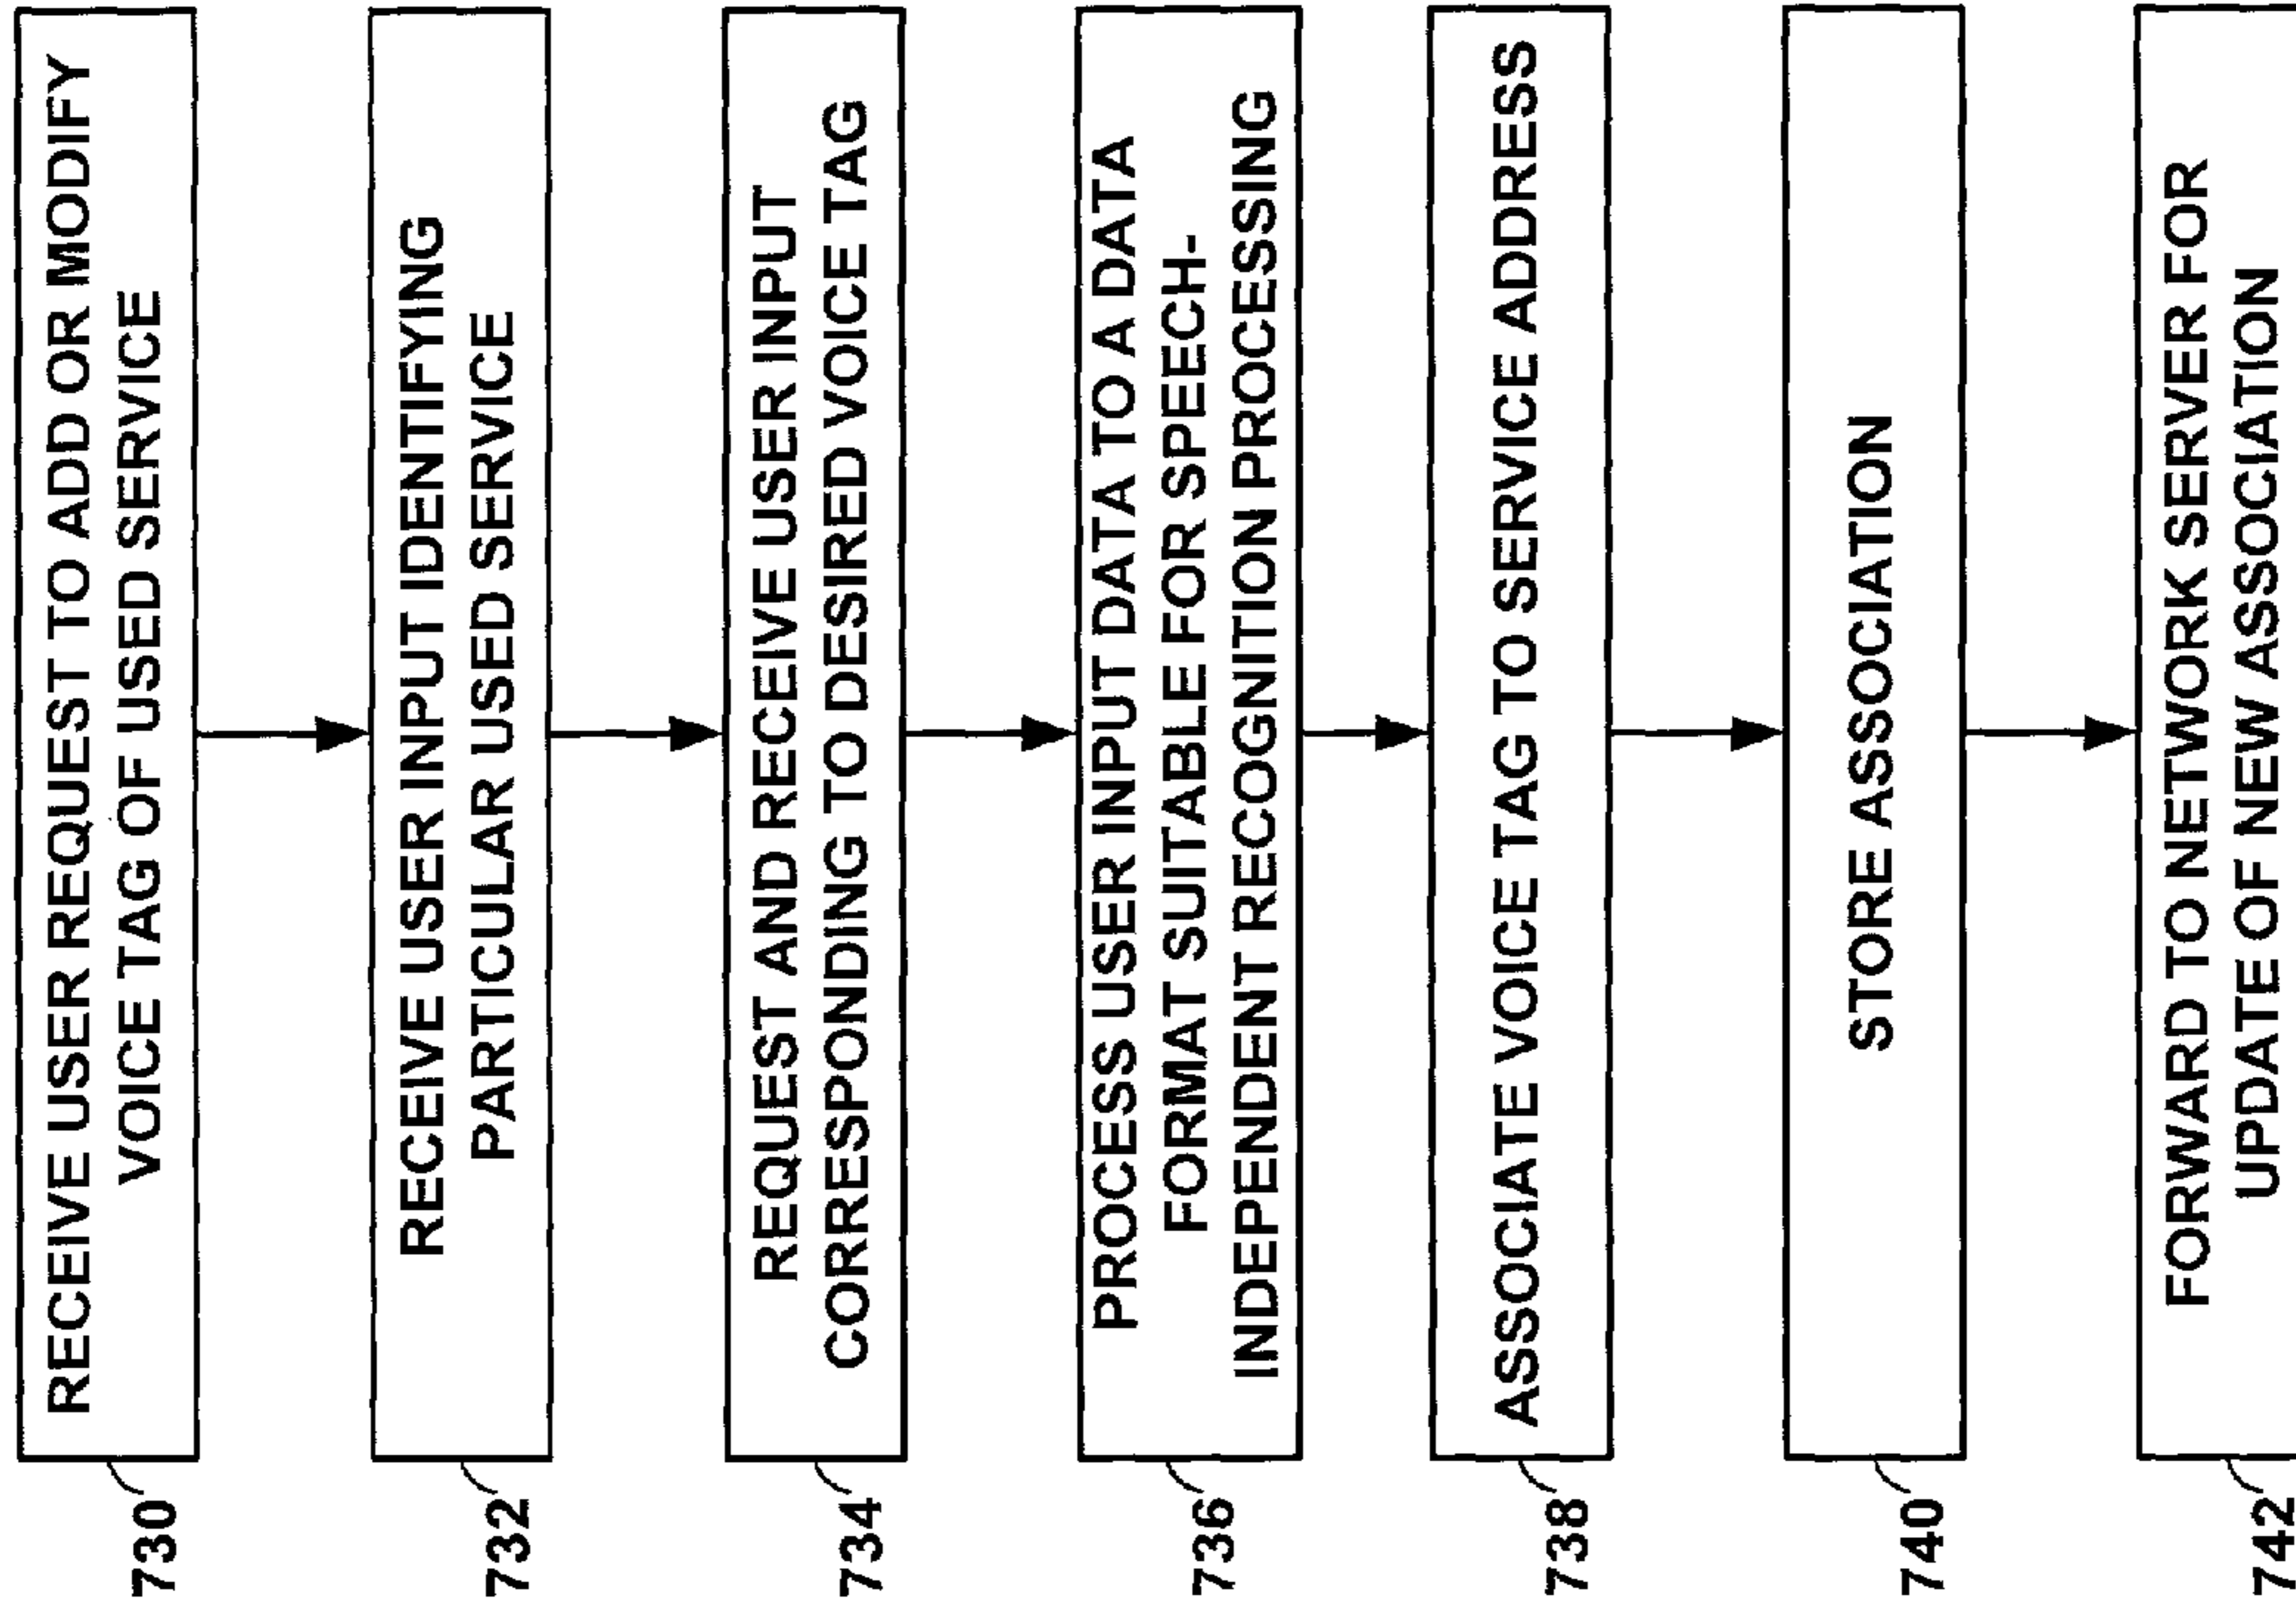 730
RECEIVE USER REQUEST TO ADD OR MODIFY
VOICE TAG OF USED SERVICE
732
RECEIVE USER INPUT IDENTIFYING
PARTICULAR USED SERVICE
734
REQUEST AND RECEIVE USER INPUT
CORRESPONDING TO DESIRED VOICE TAG
736
PROCESS USER INPUT DATA TO A DATA
FORMAT SUITABLE FOR SPEECH-
INDEPENDENT RECOGNITION PROCESSING
738
ASSOCIATE VOICE TAG TO SERVICE ADDRESS
740
STORE ASSOCIATION
742
FORWARD TO NETWORK SERVER FOR
UPDATE OF NEW ASSOCIATION